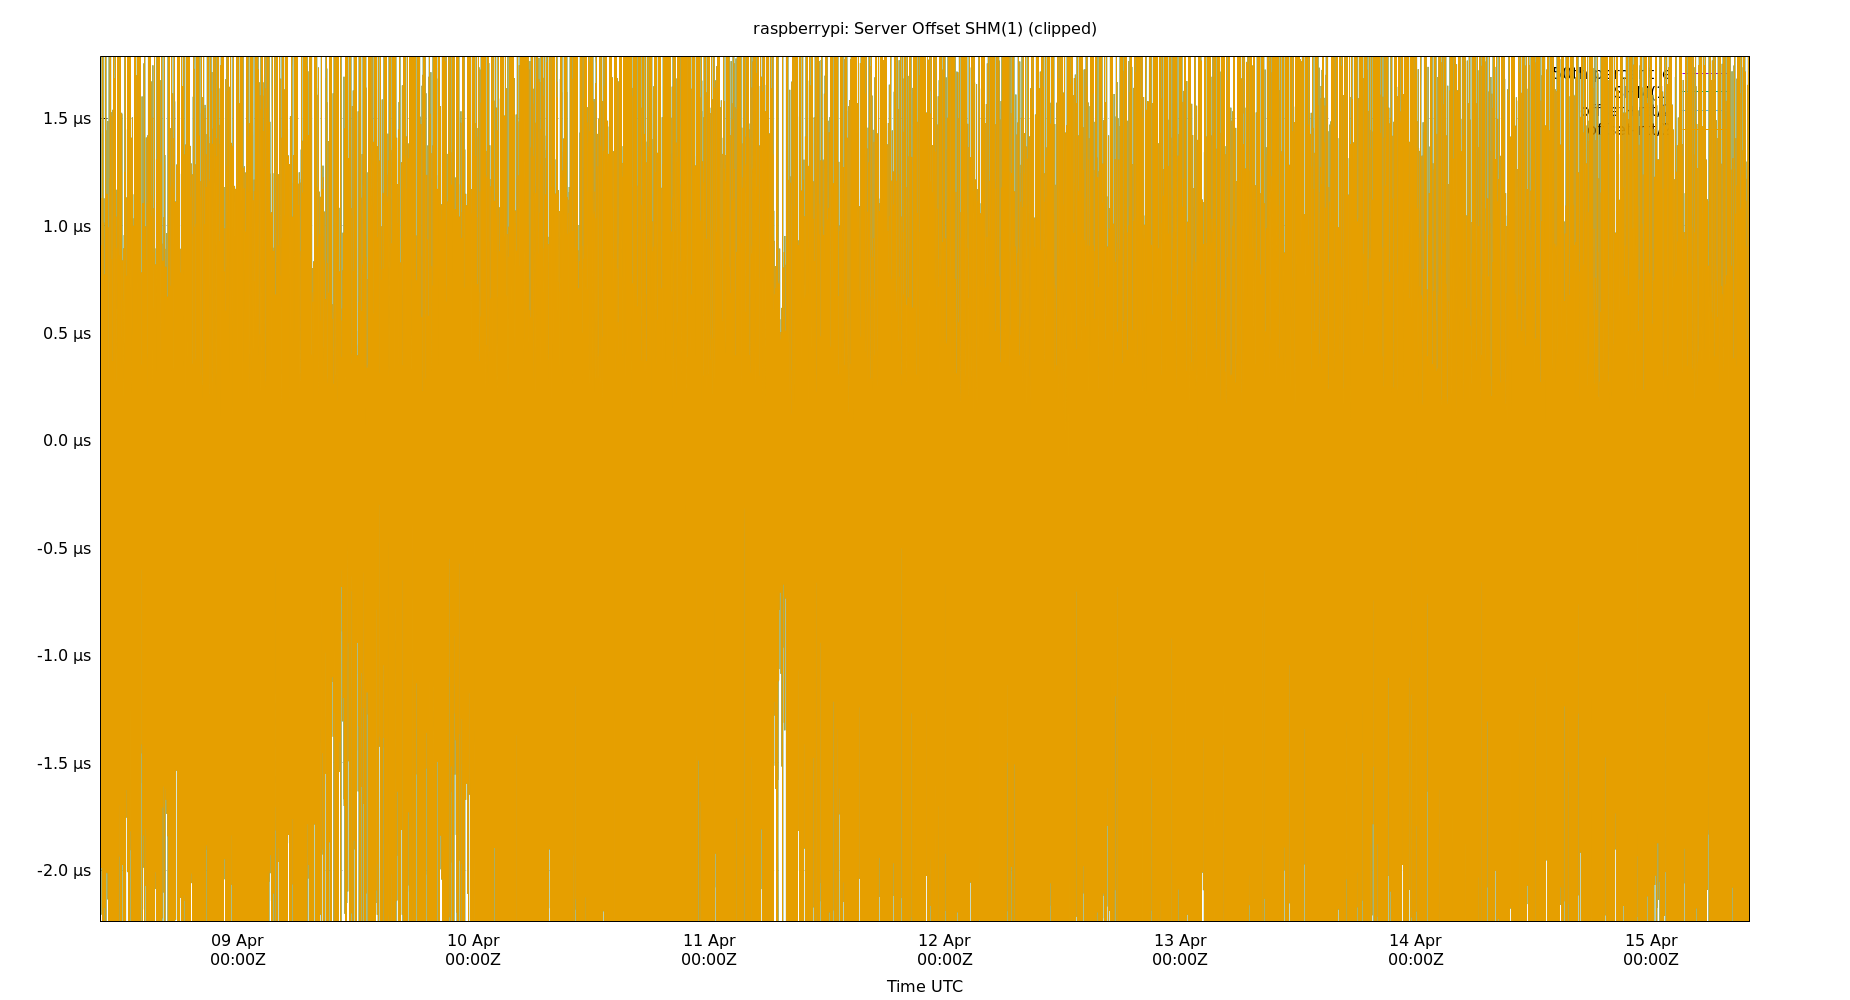 raspberrypi: Server Offset SHM(1) (clipped)
1.5 µs
1.0 µs
0.5 µs
0.0 µs
-0.5 µs
-1.0 µs
-1.5 µs
-2.0 µs
09 Apr 10 Apr 11 Apr 12 Apr 13 Apr 14 Apr 15 Apr
00:00Z 00:00Z 00:00Z 00:00Z 00:00Z 00:00Z 00:00Z
Time UTC